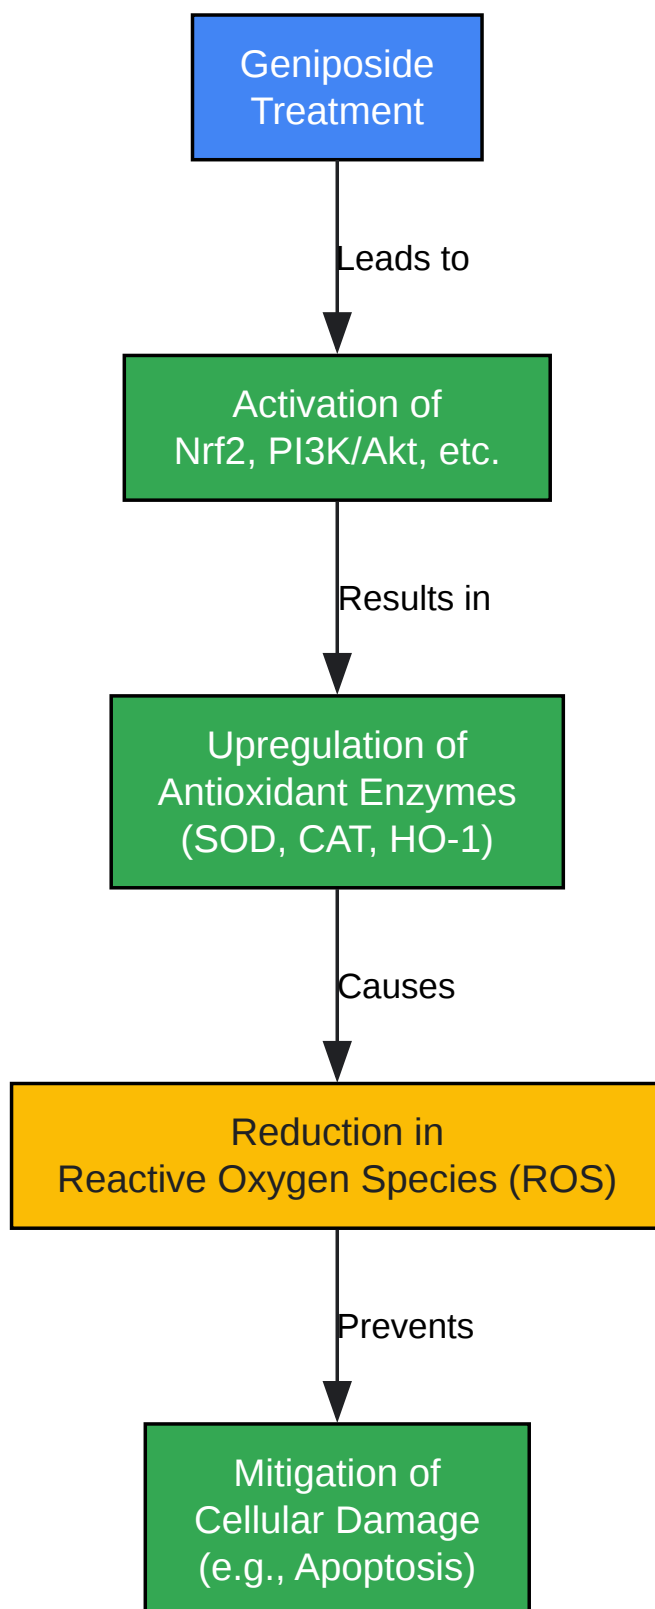 Geniposide
Treatment
Leads to
Activation of
Nrf2, PI3K/Akt, etc.
Results in
Upregulation of
Antioxidant Enzymes
(SOD, CAT, HO-1)
Causes
Reduction in
Reactive Oxygen Species (ROS)
Prevents
Mitigation of
Cellular Damage
(e.g., Apoptosis)